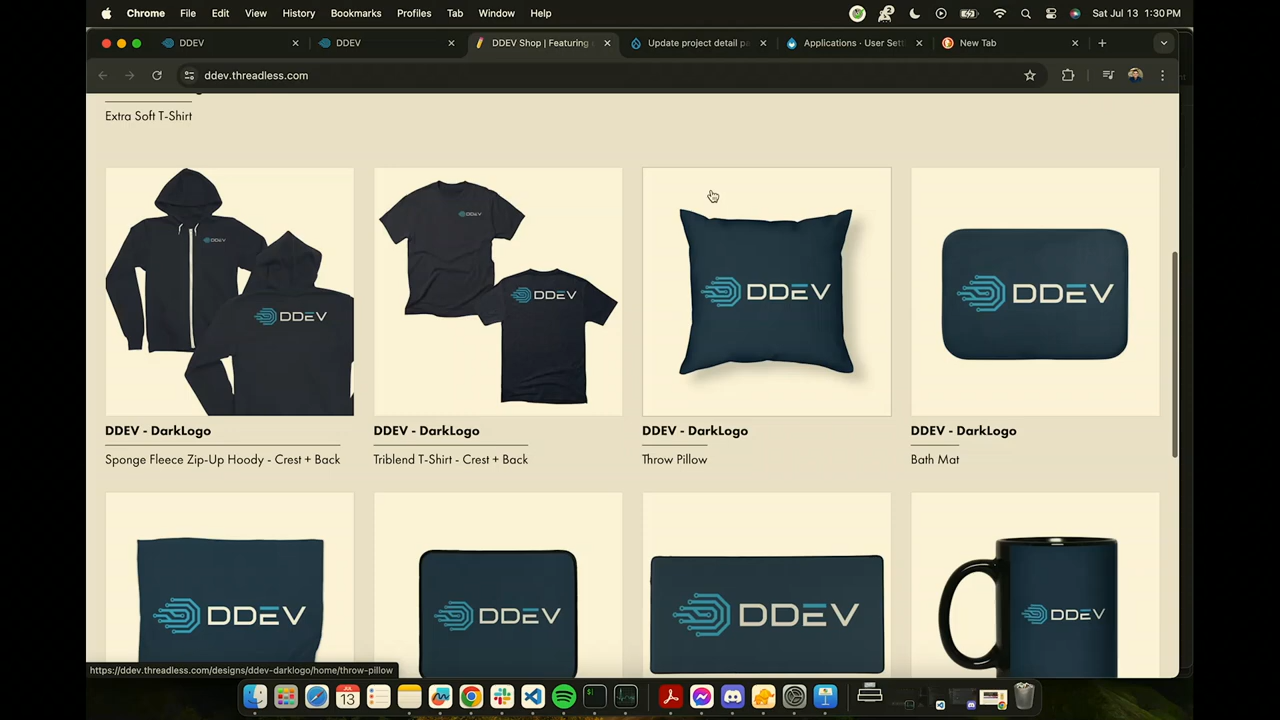 Chrome File Edit View History Bookmarks Profiles Tab Window Help
Sat Jul 13 1:30 PM
DDEV
DDEV
DDEV Shop | Featuring
Update project detail pa
Applications · User Sett
New Tab
ddev.threadless.com
Extra Soft T-Shirt
DDEV
DDEV
DDEV
DDEV
DDEV
DDEV
DDEV - DarkLogo
Sponge Fleece Zip-Up Hoody - Crest + Back
DDEV - DarkLogo
Triblend T-Shirt - Crest + Back
DDEV - DarkLogo
Throw Pillow
DDEV - DarkLogo
Bath Mat
DDEV
DDEV
DDEV
DDEV
https://ddev.threadless.com/designs/ddev-darklogo/home/throw-pillow
JUL
13